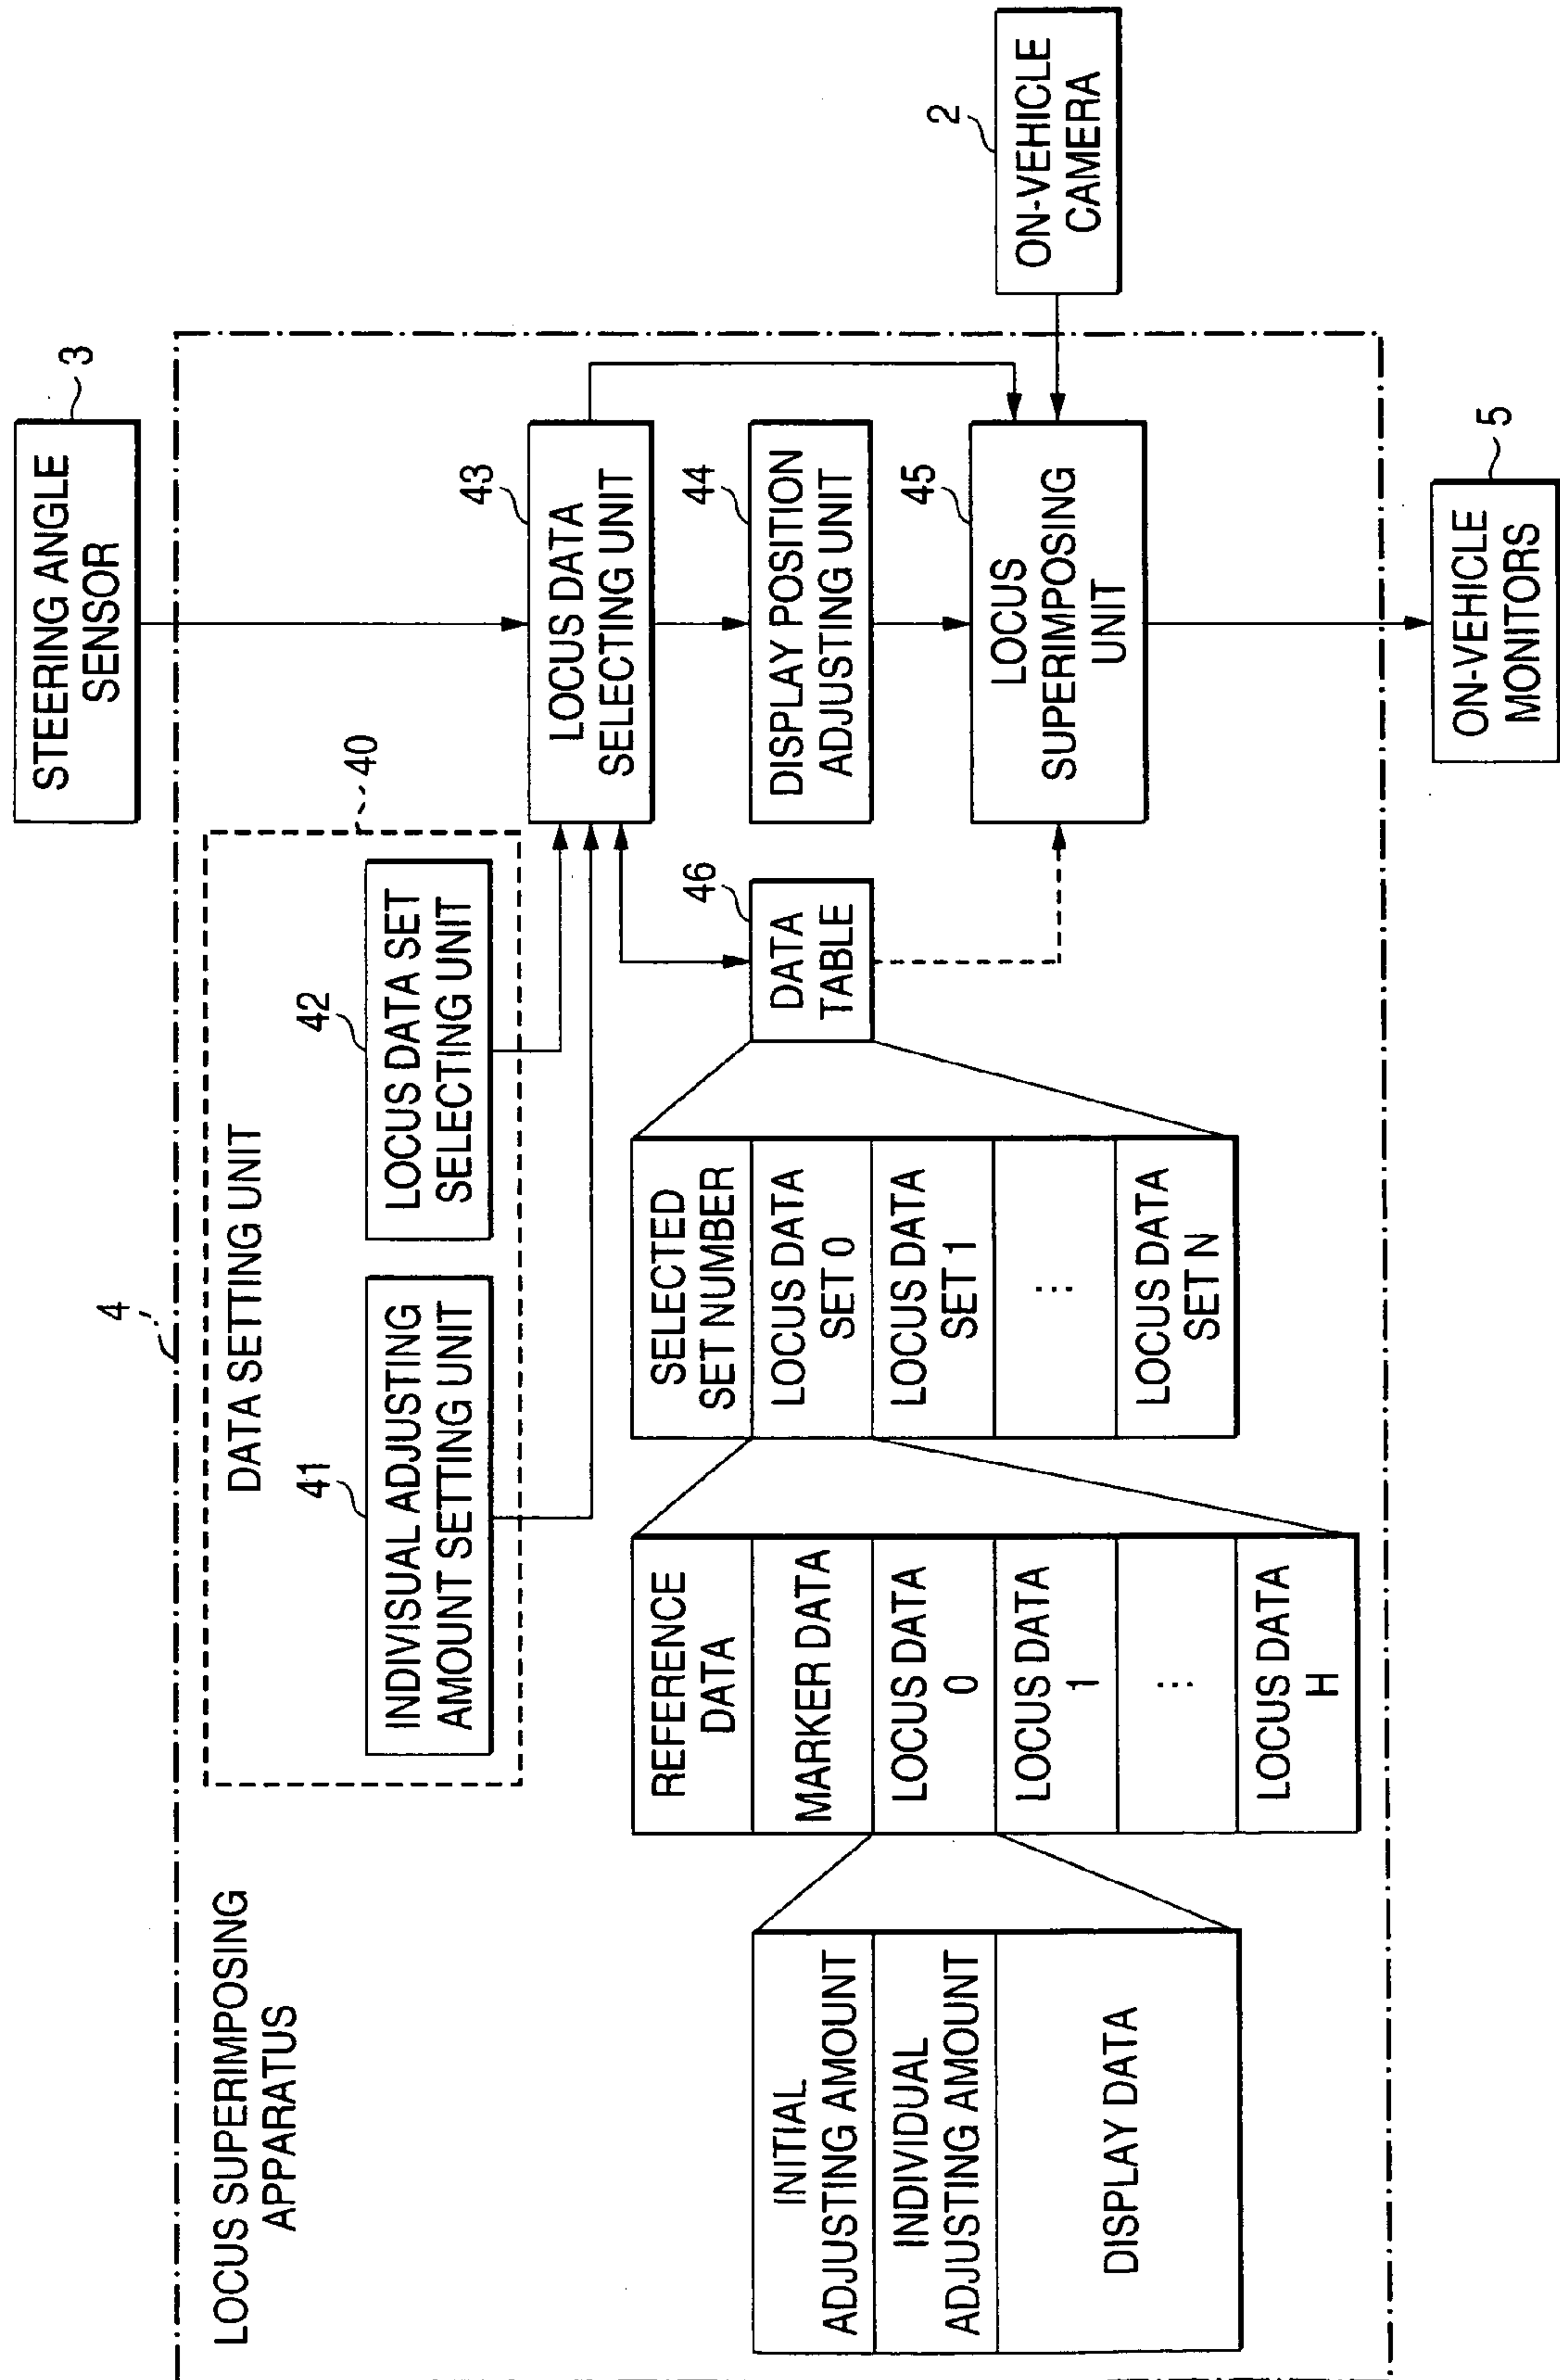 STEERING ANGLE
SENSOR
3
4
LOCUS SUPERIMPOSING
APPARATUS
DATA SETTING UNIT
40
41
INDIVISUAL ADJUSTING
AMOUNT SETTING UNIT
42
LOCUS DATA SET
SELECTING UNIT
43
LOCUS DATA
SELECTING UNIT
44
DISPLAY POSITION
ADJUSTING UNIT
45
LOCUS
SUPERIMPOSING
UNIT
2
ON-VEHICLE
CAMERA
46
DATA
TABLE
SELECTED
SET NUMBER
LOCUS DATA
SET 0
LOCUS DATA
SET 1
...
LOCUS DATA
SET N
REFERENCE
DATA
MARKER DATA
LOCUS DATA
0
LOCUS DATA
1
...
LOCUS DATA
H
INITIAL
ADJUSTING AMOUNT
INDIVIDUAL
ADJUSTING AMOUNT
DISPLAY DATA
5
ON-VEHICLE
MONITORS